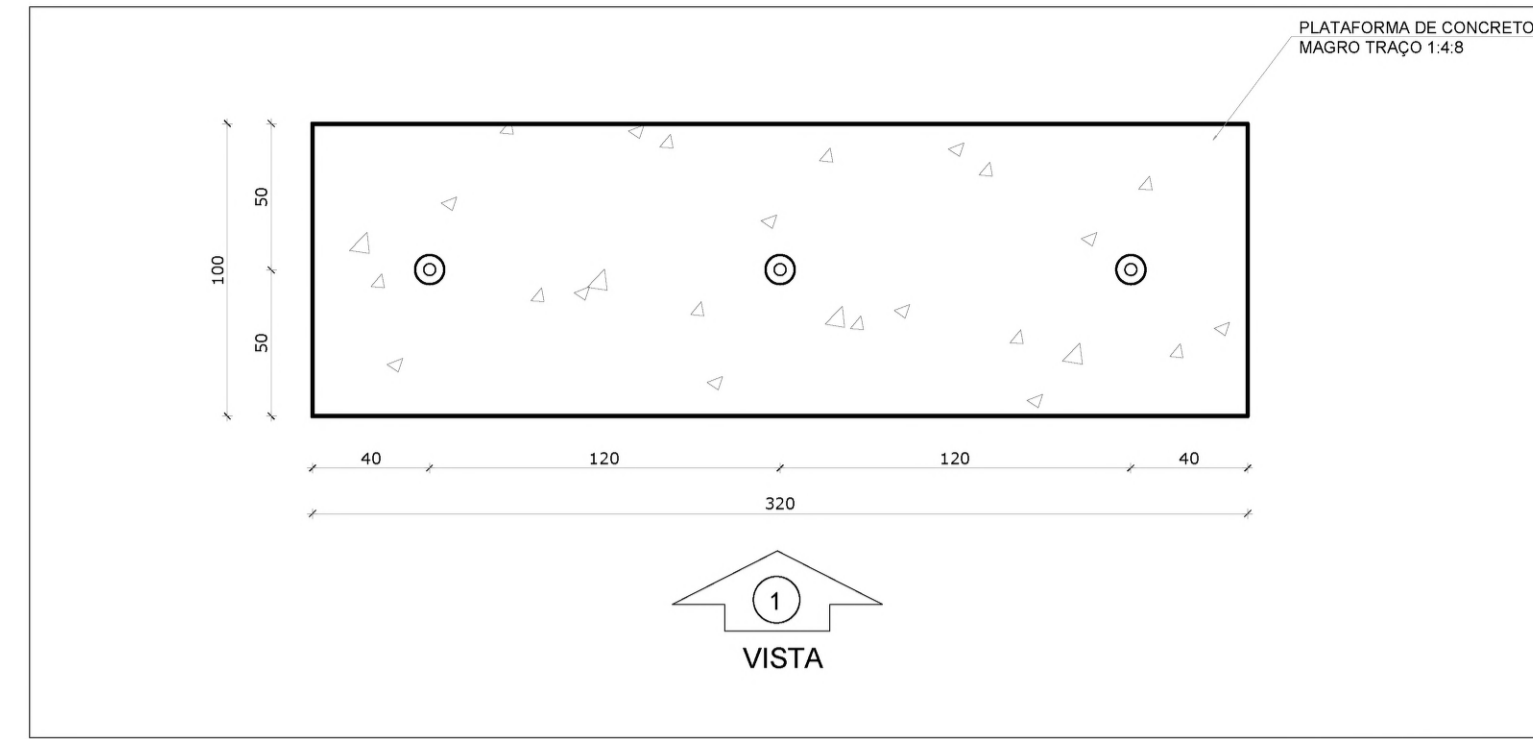 PLATAFORMA DE CONCRETO
MAGRO TRAÇO 1:4:8
50
100
50
40 120 120 40
320
1
VISTA